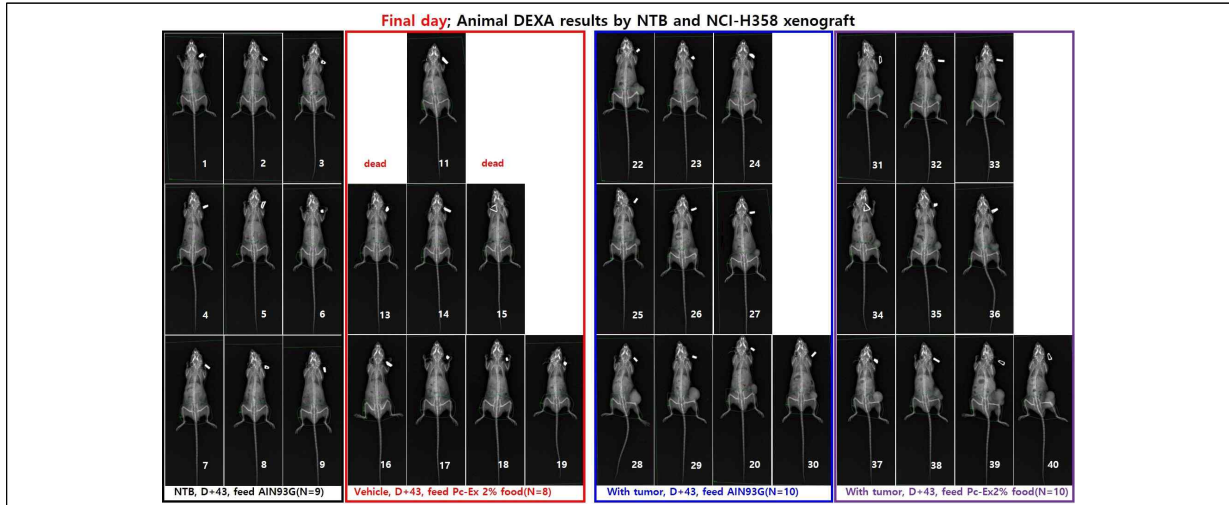 Final day; Animal DEXA results by NTB and NCI-H358 xenograft
1 2 3 dead 11 dead 22 23 24 31 32 33
4 5 6 13 14 15 25 26 27 34 35 36
7 8 9 16 17 18 19 28 29 20 30 37 38 39 40
NTB, D+43, feed AIN93G(N=9) Vehicle, D+43, feed Pc-Ex 2% food(N=8) With tumor, D+43, feed AIN93G(N=10) With tumor, D+43, feed Pc-Ex2% food(N=10)